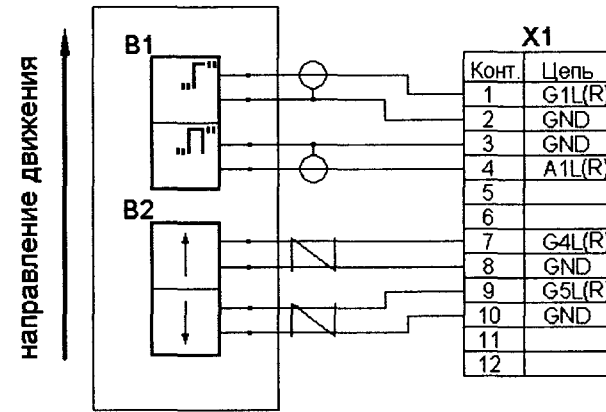 направление движения
B1
"Г"
"П"
B2
X1
Конт. Цепь
1 G1L(R)
2 GND
3 GND
4 A1L(R)
5
6
7 G4L(R)
8 GND
9 G5L(R)
10 GND
11
12